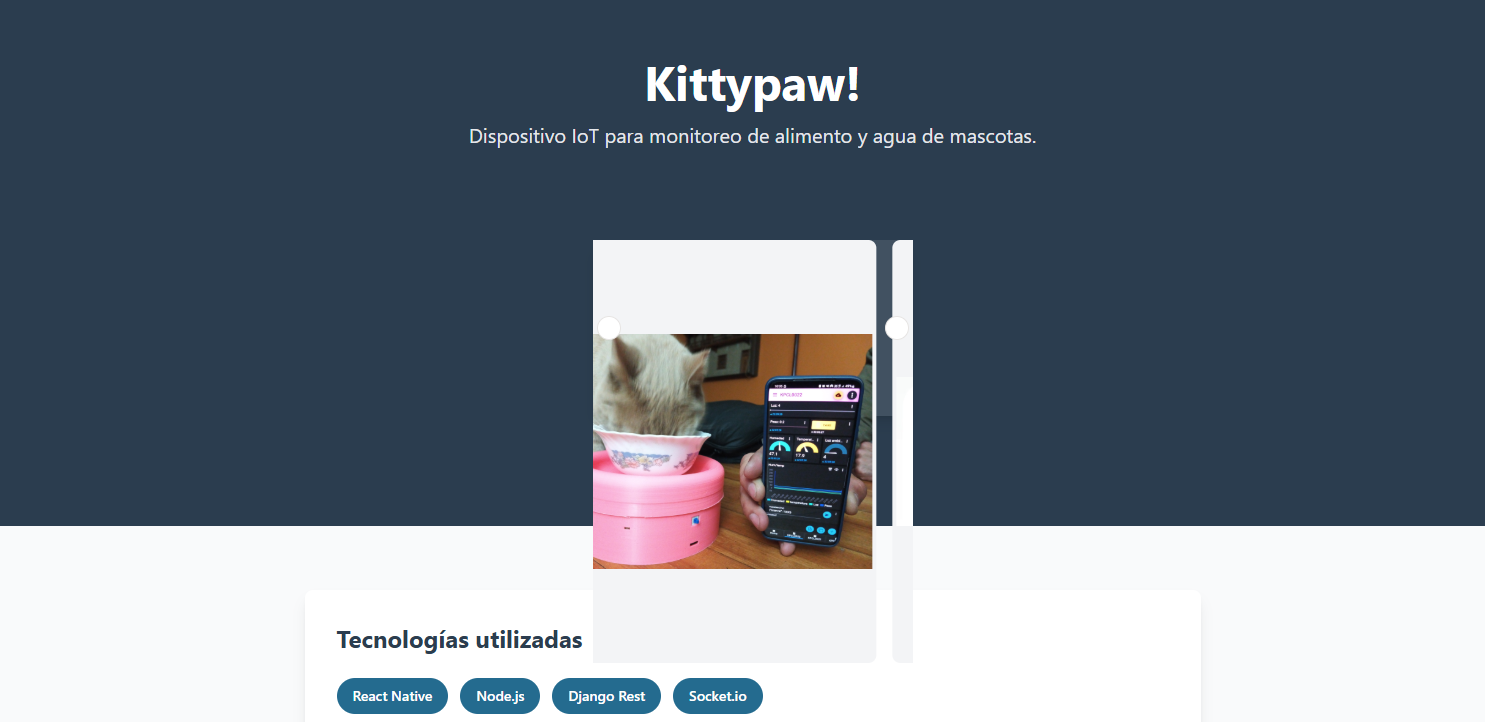 Kittypaw!
Dispositivo IoT para monitoreo de alimento y agua de mascotas.
Tecnologías utilizadas
React Native
Node.js
Django Rest
Socket.io